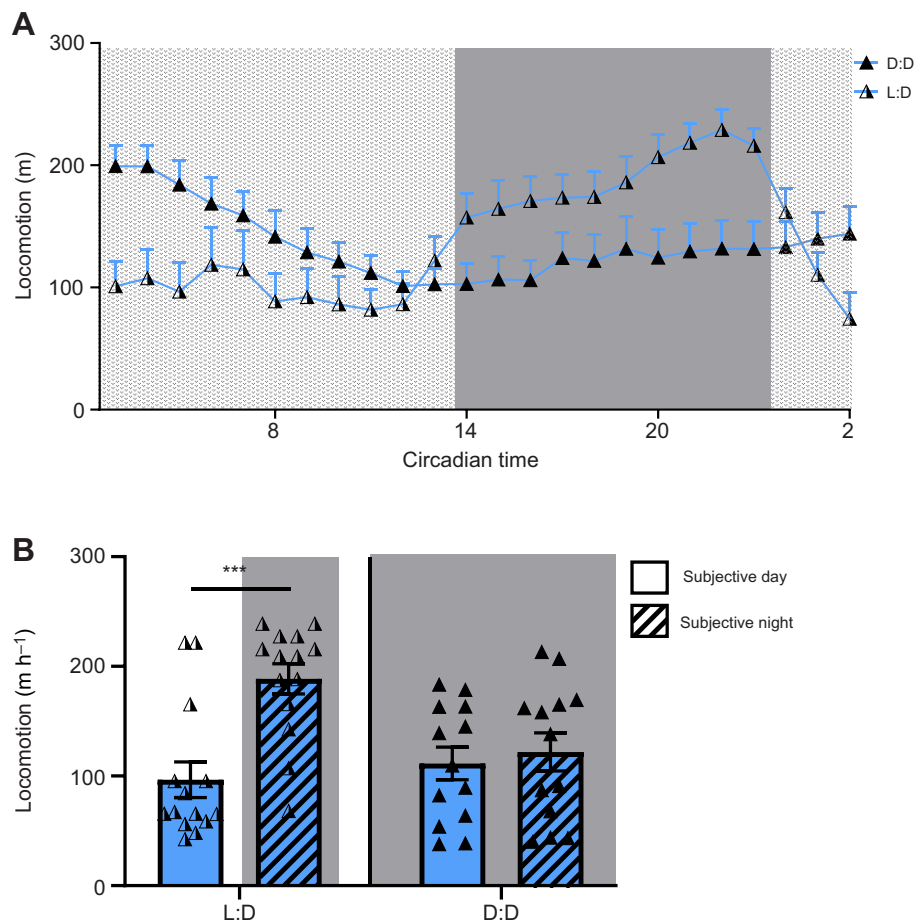 A
300
200
100
0
Locomotion (m)
8
14
20
2
Circadian time
D:D
L:D
B
300
200
100
0
Locomotion (m h⁻¹)
***
L:D
D:D
Subjective day
Subjective night